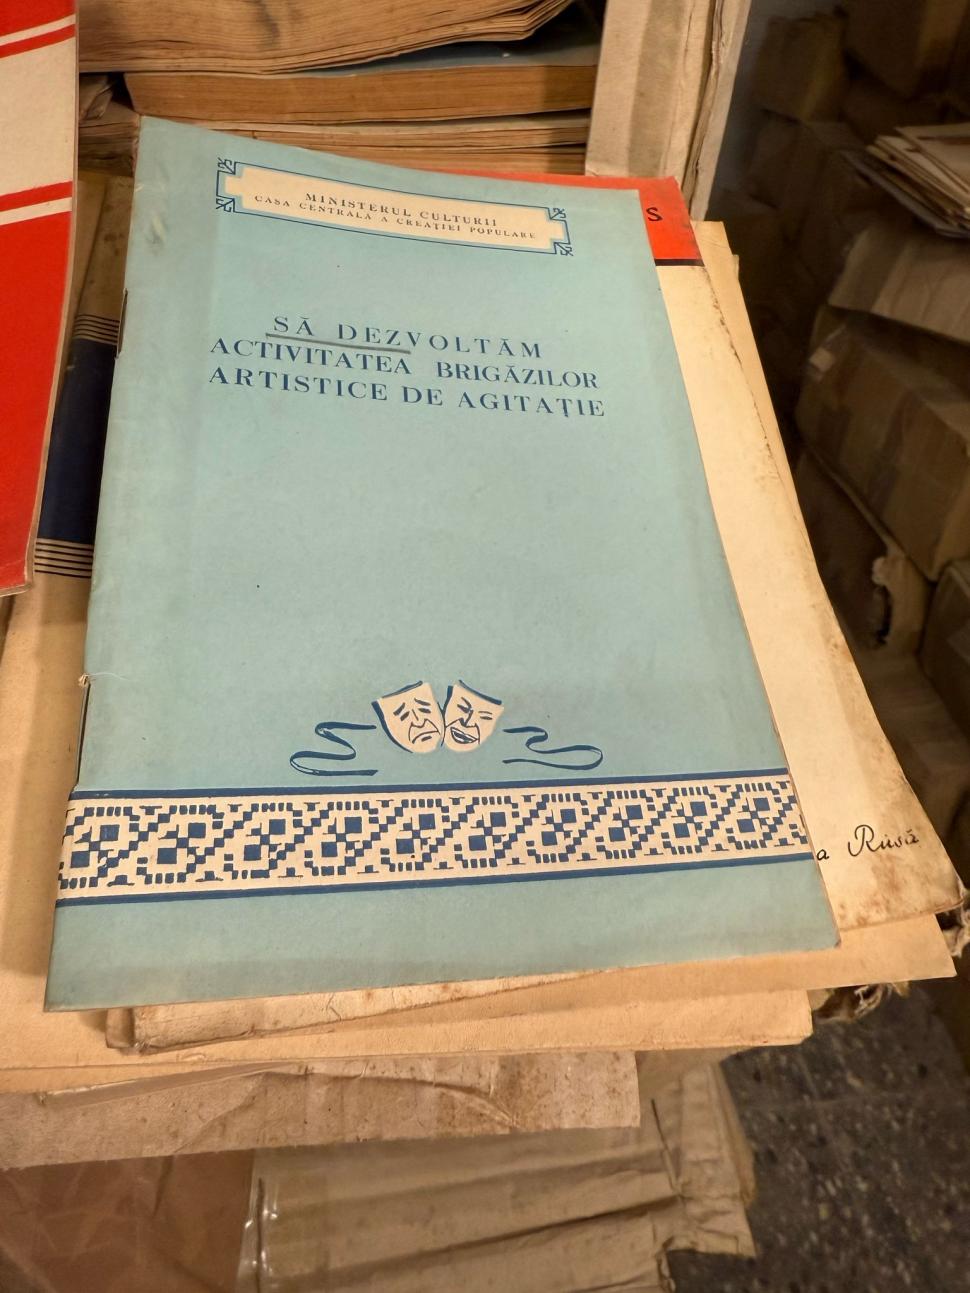 MINISTERUL CULTURII
CASA CENTRALĂ A CREAȚIEI POPULARE
SĂ DEZVOLTĂM
ACTIVITATEA BRIGĂZILOR
ARTISTICE DE AGITAȚIE
S
a Rusă